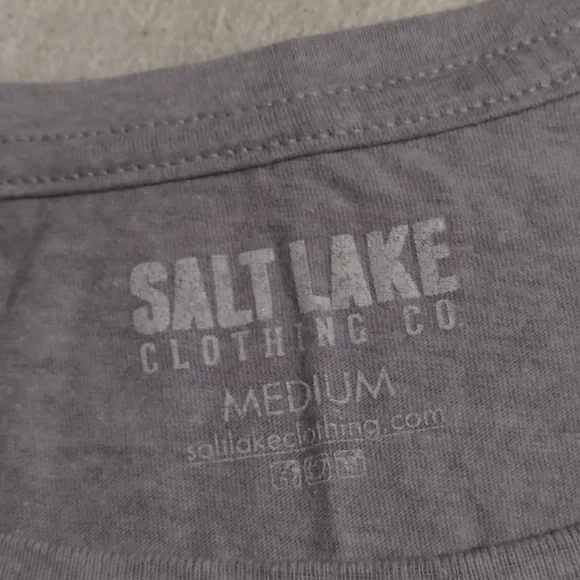 SALT LAKE
CLOTHING CO.
MEDIUM
saltlakeclothing.com